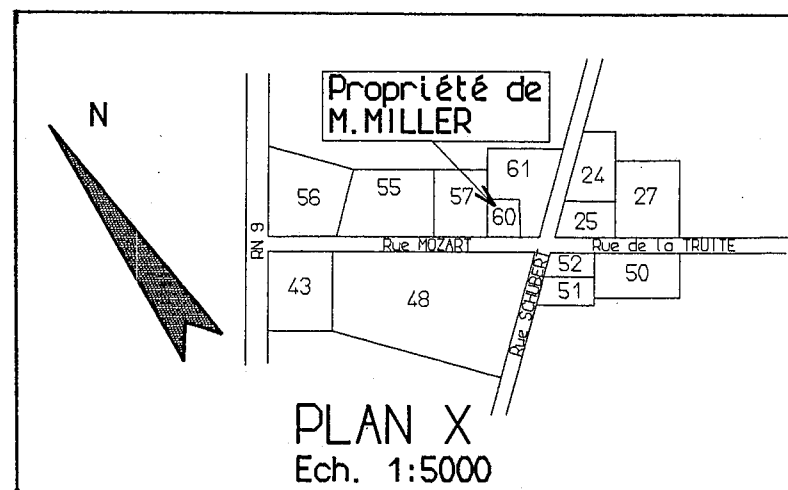 N
Propriété de
M.MILLER
61
24
27
56
55
57
60
25
RN 9
Rue MOZART
Rue de la TRUITE
43
48
Rue SCHUBERT
52
51
50
PLAN X
Ech. 1:5000